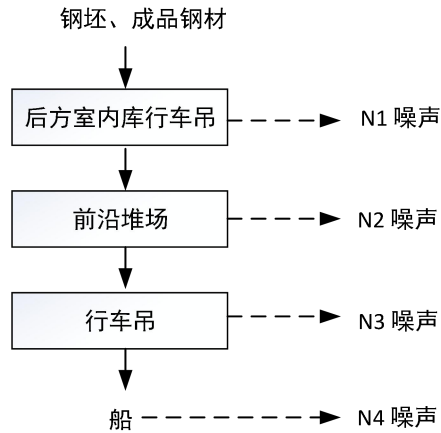 钢坯、成品钢材
后方室内库行车吊
N1 噪声
前沿堆场
N2 噪声
行车吊
N3 噪声
船
N4 噪声